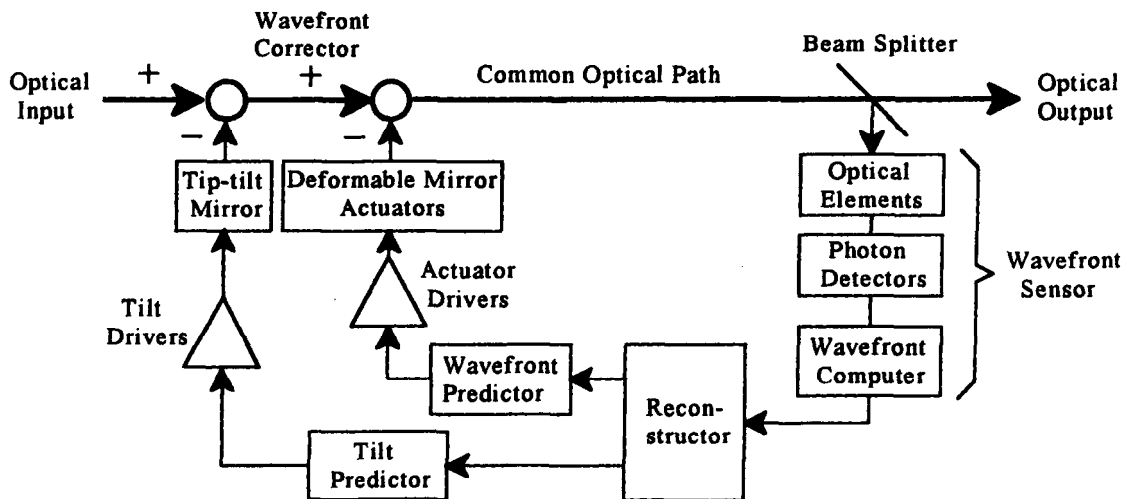 Wavefront
Corrector
Beam Splitter
Optical
Input
+
+
Common Optical Path
Optical
Output
−
−
Tip-tilt
Mirror
Deformable Mirror
Actuators
Optical
Elements
Photon
Detectors
Wavefront
Computer
Wavefront
Sensor
Tilt
Drivers
Actuator
Drivers
Wavefront
Predictor
Recon-
structor
Tilt
Predictor